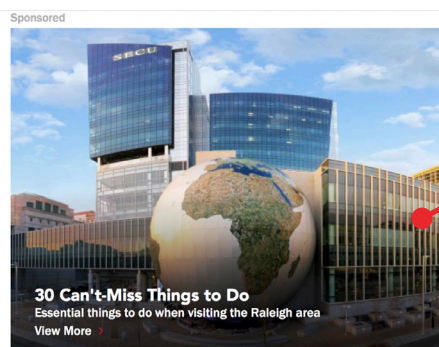 Sponsored
SECU
30 Can't-Miss Things to Do
Essential things to do when visiting the Raleigh area
View More >